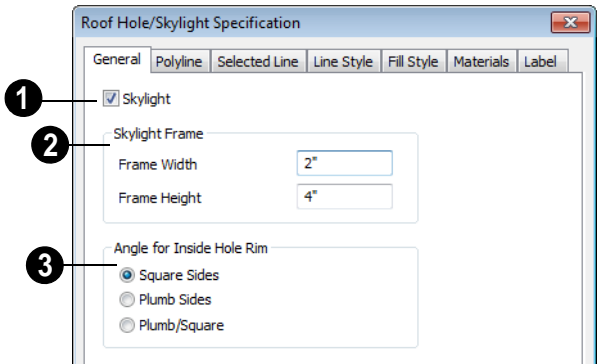 Roof Hole/Skylight Specification
General Polyline Selected Line Line Style Fill Style Materials Label
1 Skylight
2 Skylight Frame
Frame Width 2"
Frame Height 4"
Angle for Inside Hole Rim
3 Square Sides
Plumb Sides
Plumb/Square